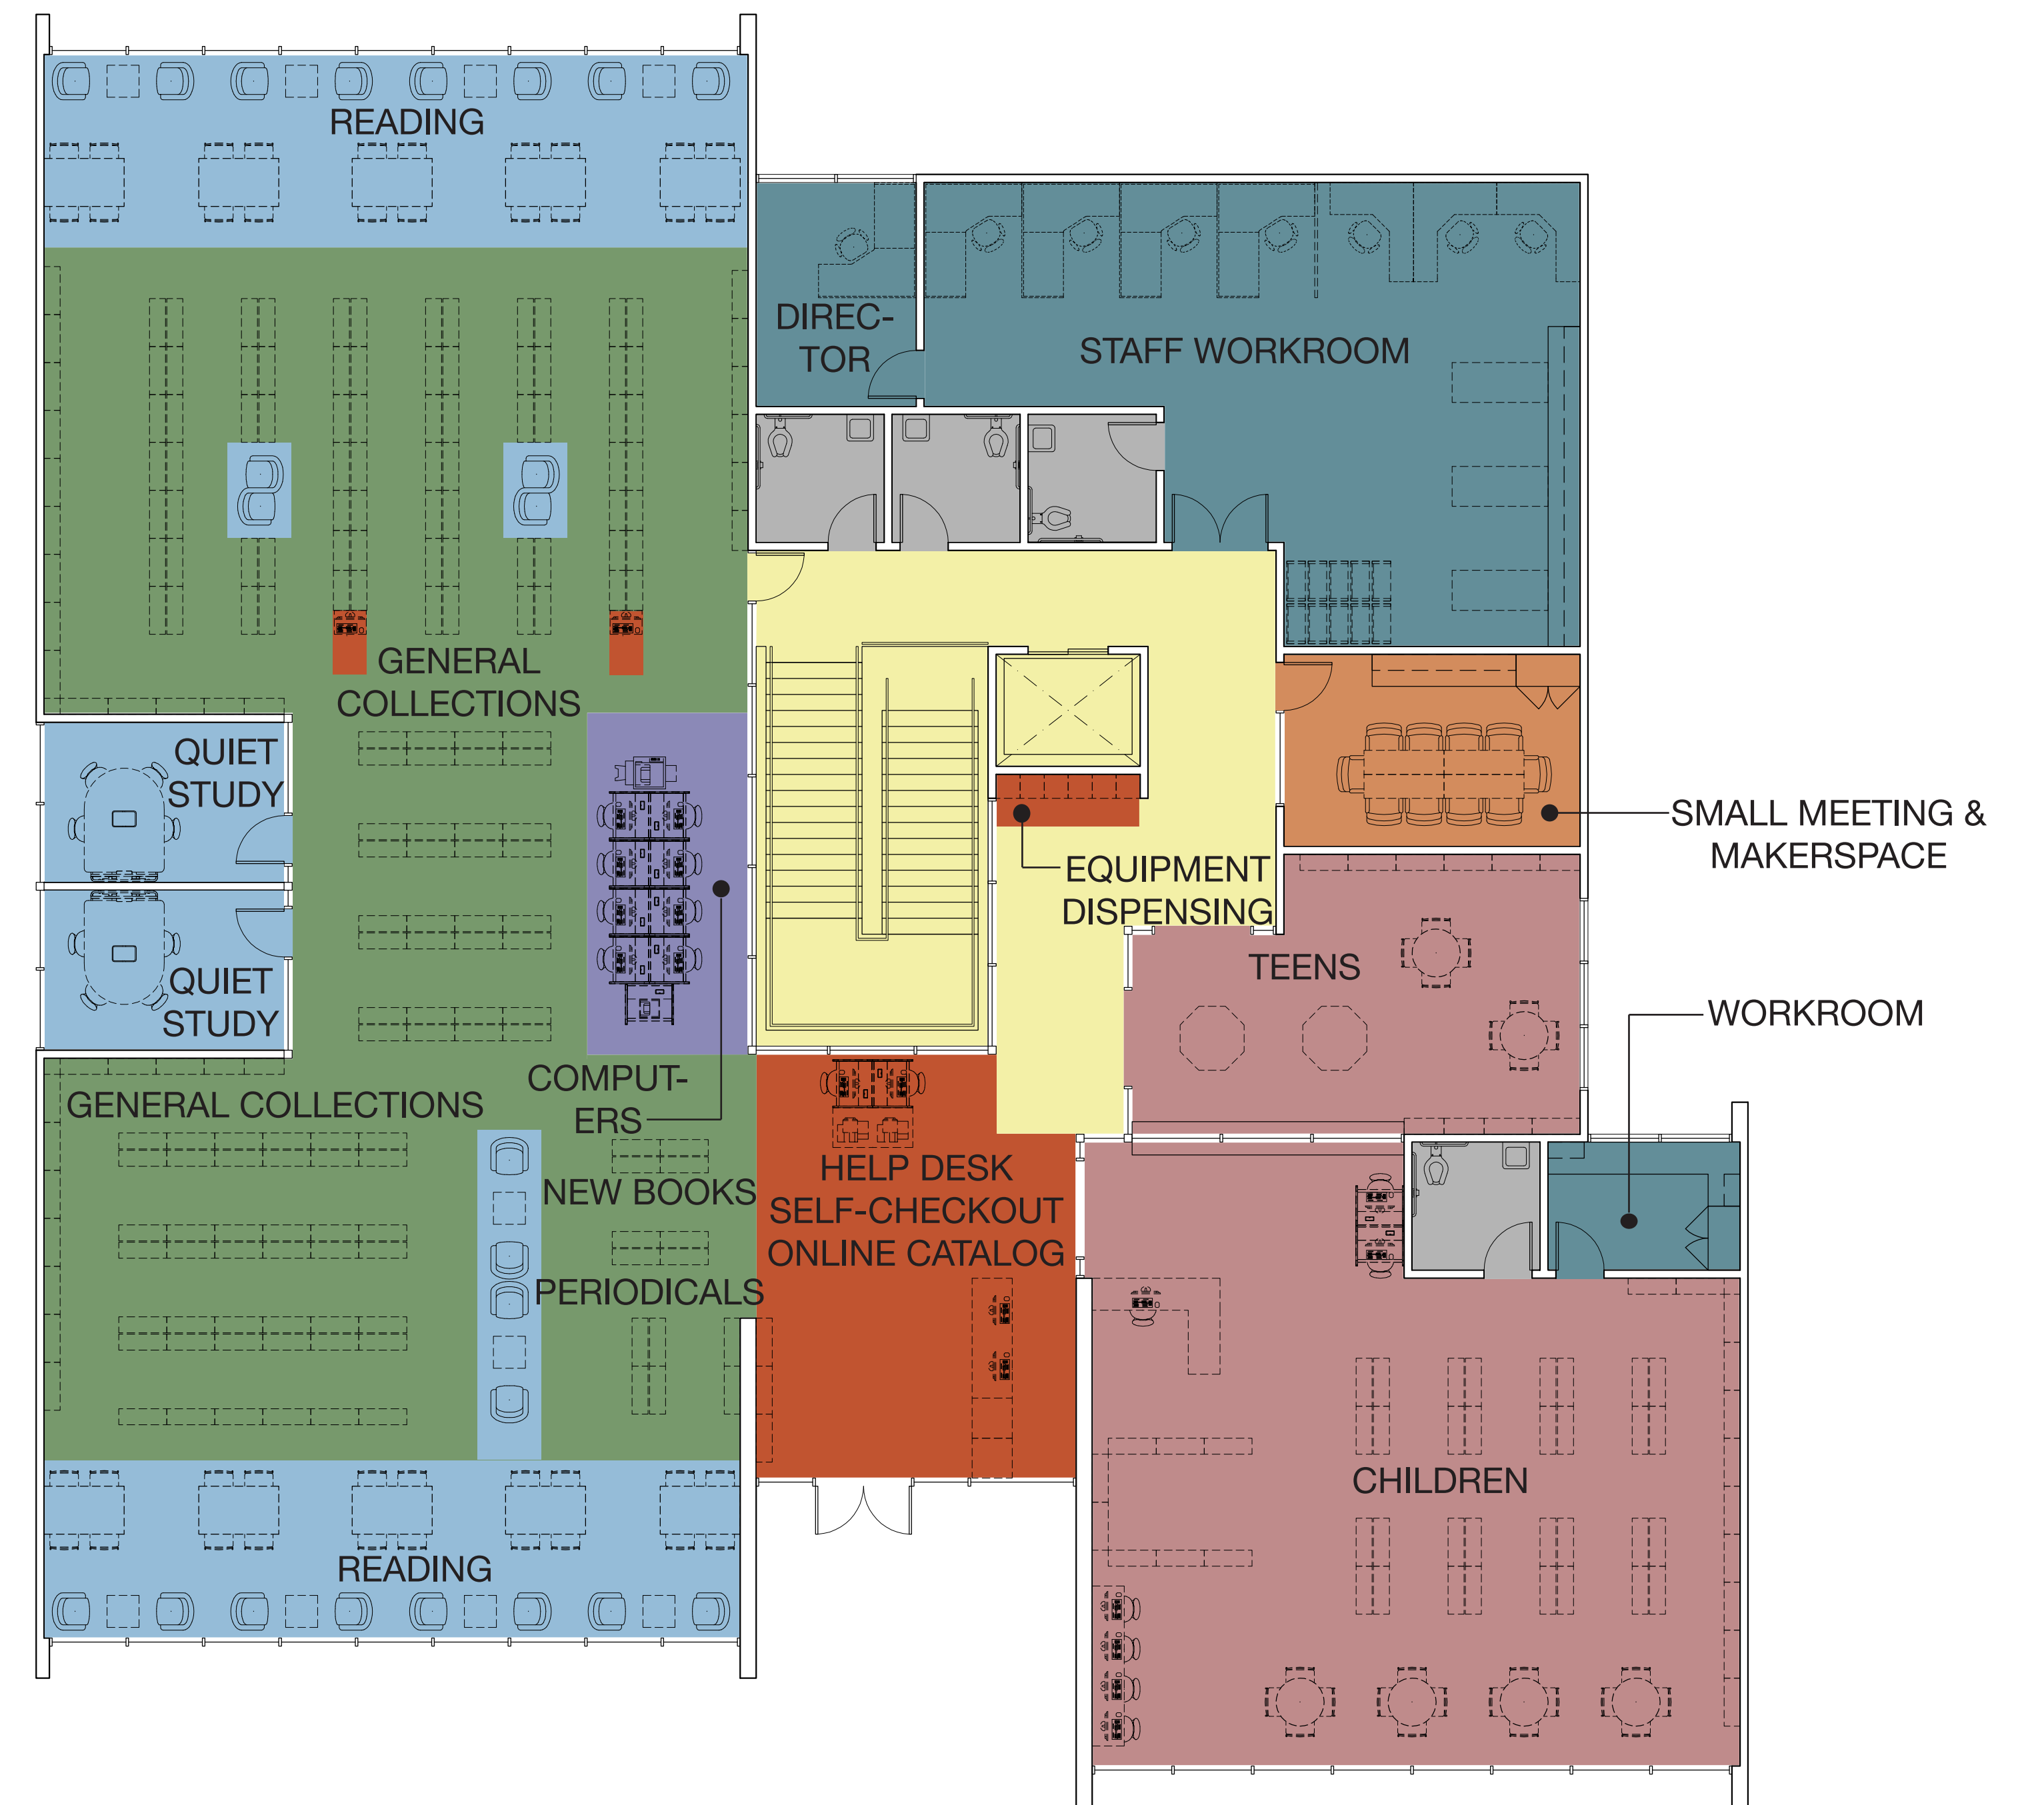 READING
DIREC-
TOR
STAFF WORKROOM
GENERAL
COLLECTIONS
QUIET
STUDY
SMALL MEETING &
MAKERSPACE
EQUIPMENT
DISPENSING
QUIET
STUDY
TEENS
WORKROOM
COMPUT-
ERS
GENERAL COLLECTIONS
NEW BOOKS
HELP DESK
SELF-CHECKOUT
ONLINE CATALOG
PERIODICALS
CHILDREN
READING